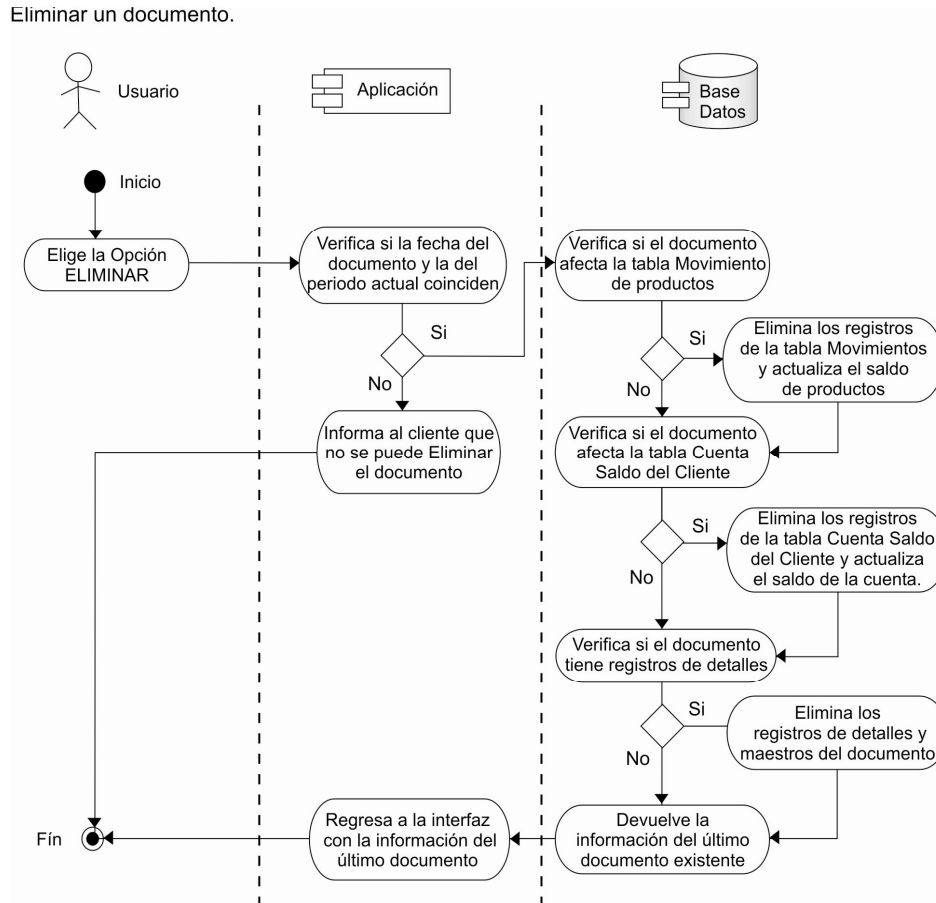 Eliminar un documento.
Usuario
Aplicación
Base
Datos
Inicio
Elige la Opción
ELIMINAR
Verifica si la fecha del
documento y la del
periodo actual coinciden
Si
No
Informa al cliente que
no se puede Eliminar
el documento
Verifica si el documento
afecta la tabla Movimiento
de productos
Si
No
Elimina los registros
de la tabla Movimientos
y actualiza el saldo
de productos
Verifica si el documento
afecta la tabla Cuenta
Saldo del Cliente
Si
No
Elimina los registros
de la tabla Cuenta Saldo
del Cliente y actualiza
el saldo de la cuenta.
Verifica si el documento
tiene registros de detalles
Si
No
Elimina los
registros de detalles y
maestros del documento
Devuelve la
información del último
documento existente
Regresa a la interfaz
con la información del
último documento
Fín